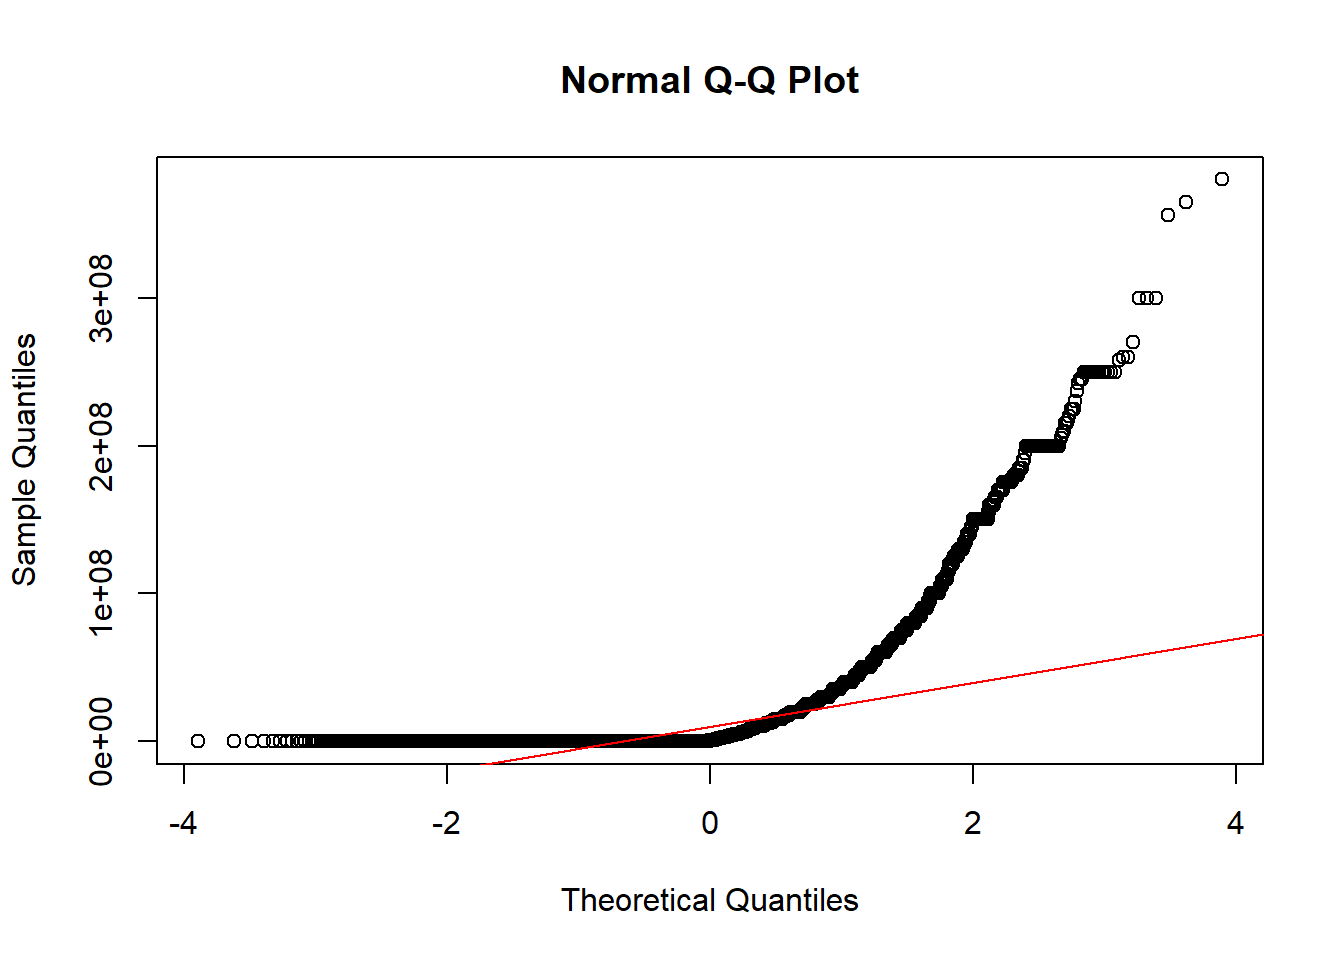 Normal Q-Q Plot
Sample Quantiles
3e+08
2e+08
1e+08
0e+00
-4
-2
0
2
4
Theoretical Quantiles